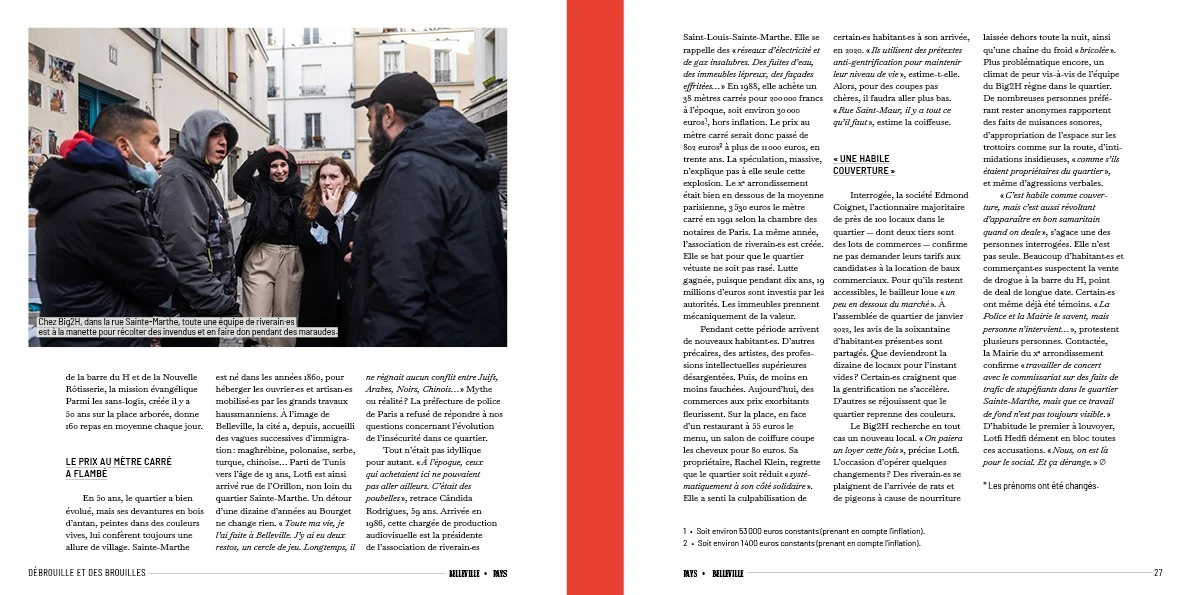 Chez Big2H, dans la rue Sainte-Marthe, toute une équipe de riverain·es
est à la manette pour récolter des invendus et en faire don pendant des maraudes.
de la barre du H et de la Nouvelle
Rôtisserie, la mission évangélique
Parmi les sans-logis, créée il y a
50 ans sur la place arborée, donne
160 repas en moyenne chaque jour.
LE PRIX AU MÈTRE CARRÉ
A FLAMBÉ
En 50 ans, le quartier a bien
évolué, mais ses devantures en bois
d'antan, peintes dans des couleurs
vives, lui confèrent toujours une
allure de village. Sainte-Marthe
est né dans les années 1860, pour
héberger les ouvrier·es et artisan·es
mobilisé·es par les grands travaux
haussmanniens. À l'image de
Belleville, la cité a, depuis, accueilli
des vagues successives d'immigra-
tion : maghrébine, polonaise, serbe,
turque, chinoise... Parti de Tunis
vers l'âge de 13 ans, Lotfi est ainsi
arrivé rue de l'Orillon, non loin du
quartier Sainte-Marthe. Un détour
d'une dizaine d'années au Bourget
ne change rien. « Toute ma vie, je
l'ai faite à Belleville. J'y ai eu deux
restos, un cercle de jeu. Longtemps, il
ne régnait aucun conflit entre Juifs,
Arabes, Noirs, Chinois... » Mythe
ou réalité ? La préfecture de police
de Paris a refusé de répondre à nos
questions concernant l'évolution
de l'insécurité dans ce quartier.
Tout n'était pas idyllique
pour autant. « À l'époque, ceux
qui achetaient ici ne pouvaient
pas aller ailleurs. C'était des
poubelles », retrace Cândida
Rodrigues, 59 ans. Arrivée en
1986, cette chargée de production
audiovisuelle est la présidente
de l'association de riverain·es
DÉBROUILLE ET DES BROUILLES
BELLEVILLE • PAYS
Saint-Louis-Sainte-Marthe. Elle se
rappelle des « réseaux d'électricité et
de gaz insalubres. Des fuites d'eau,
des immeubles lépreux, des façades
effritées... » En 1988, elle achète un
38 mètres carrés pour 200 000 francs
à l'époque, soit environ 30 000
euros¹, hors inflation. Le prix au
mètre carré serait donc passé de
802 euros² à plus de 11 000 euros, en
trente ans. La spéculation, massive,
n'explique pas à elle seule cette
explosion. Le xᵉ arrondissement
était bien en dessous de la moyenne
parisienne, 3 530 euros le mètre
carré en 1991 selon la chambre des
notaires de Paris. La même année,
l'association de riverain·es est créée.
Elle se bat pour que le quartier
vétuste ne soit pas rasé. Lutte
gagnée, puisque pendant dix ans, 19
millions d'euros sont investis par les
autorités. Les immeubles prennent
mécaniquement de la valeur.
Pendant cette période arrivent
de nouveaux habitant·es. D'autres
précaires, des artistes, des profes-
sions intellectuelles supérieures
désargentées. Puis, de moins en
moins fauchées. Aujourd'hui, des
commerces aux prix exorbitants
fleurissent. Sur la place, en face
d'un restaurant à 55 euros le
menu, un salon de coiffure coupe
les cheveux pour 80 euros. Sa
propriétaire, Rachel Klein, regrette
que le quartier soit réduit « systé-
matiquement à son côté solidaire ».
Elle a senti la culpabilisation de
certain·es habitant·es à son arrivée,
en 2020. « Ils utilisent des prétextes
anti-gentrification pour maintenir
leur niveau de vie », estime-t-elle.
Alors, pour des coupes pas
chères, il faudra aller plus bas.
« Rue Saint-Maur, il y a tout ce
qu'il faut », estime la coiffeuse.
« UNE HABILE
COUVERTURE »
Interrogée, la société Edmond
Coignet, l'actionnaire majoritaire
de près de 100 locaux dans le
quartier — dont deux tiers sont
des lots de commerces — confirme
ne pas demander leurs tarifs aux
candidat·es à la location de baux
commerciaux. Pour qu'ils restent
accessibles, le bailleur loue « un
peu en dessous du marché ». À
l'assemblée de quartier de janvier
2022, les avis de la soixantaine
d'habitant·es présent·es sont
partagés. Que deviendront la
dizaine de locaux pour l'instant
vides ? Certain·es craignent que
la gentrification ne s'accélère.
D'autres se réjouissent que le
quartier reprenne des couleurs.
Le Big2H recherche en tout
cas un nouveau local. « On paiera
un loyer cette fois », précise Lotfi.
L'occasion d'opérer quelques
changements ? Des riverain·es se
plaignent de l'arrivée de rats et
de pigeons à cause de nourriture
laissée dehors toute la nuit, ainsi
qu'une chaîne du froid « bricolée ».
Plus problématique encore, un
climat de peur vis-à-vis de l'équipe
du Big2H règne dans le quartier.
De nombreuses personnes préfé-
rant rester anonymes rapportent
des faits de nuisances sonores,
d'appropriation de l'espace sur les
trottoirs comme sur la route, d'inti-
midations insidieuses, « comme s'ils
étaient propriétaires du quartier »,
et même d'agressions verbales.
« C'est habile comme couver-
ture, mais c'est aussi révoltant
d'apparaître en bon samaritain
quand on deale », s'agace une des
personnes interrogées. Elle n'est
pas seule. Beaucoup d'habitant·es et
commerçant·es suspectent la vente
de drogue à la barre du H, point
de deal de longue date. Certain·es
ont même déjà été témoins. « La
Police et la Mairie le savent, mais
personne n'intervient... », protestent
plusieurs personnes. Contactée,
la Mairie du xᵉ arrondissement
confirme « travailler de concert
avec le commissariat sur des faits de
trafic de stupéfiants dans le quartier
Sainte-Marthe, mais que ce travail
de fond n'est pas toujours visible. »
D'habitude le premier à louvoyer,
Lotfi Hedfi dément en bloc toutes
ces accusations. « Nous, on est là
pour le social. Et ça dérange. » ∅
* Les prénoms ont été changés.
1 • Soit environ 53 000 euros constants (prenant en compte l'inflation).
2 • Soit environ 1 400 euros constants (prenant en compte l'inflation).
PAYS • BELLEVILLE
27